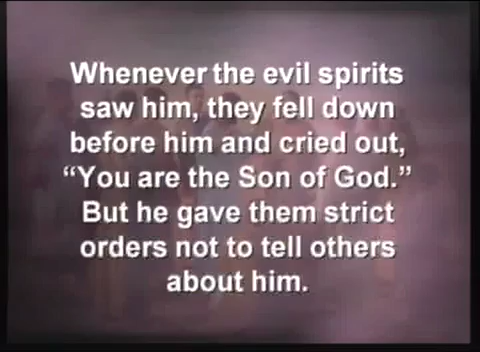 Whenever the evil spirits
saw him, they fell down
before him and cried out,
“You are the Son of God.”
But he gave them strict
orders not to tell others
about him.